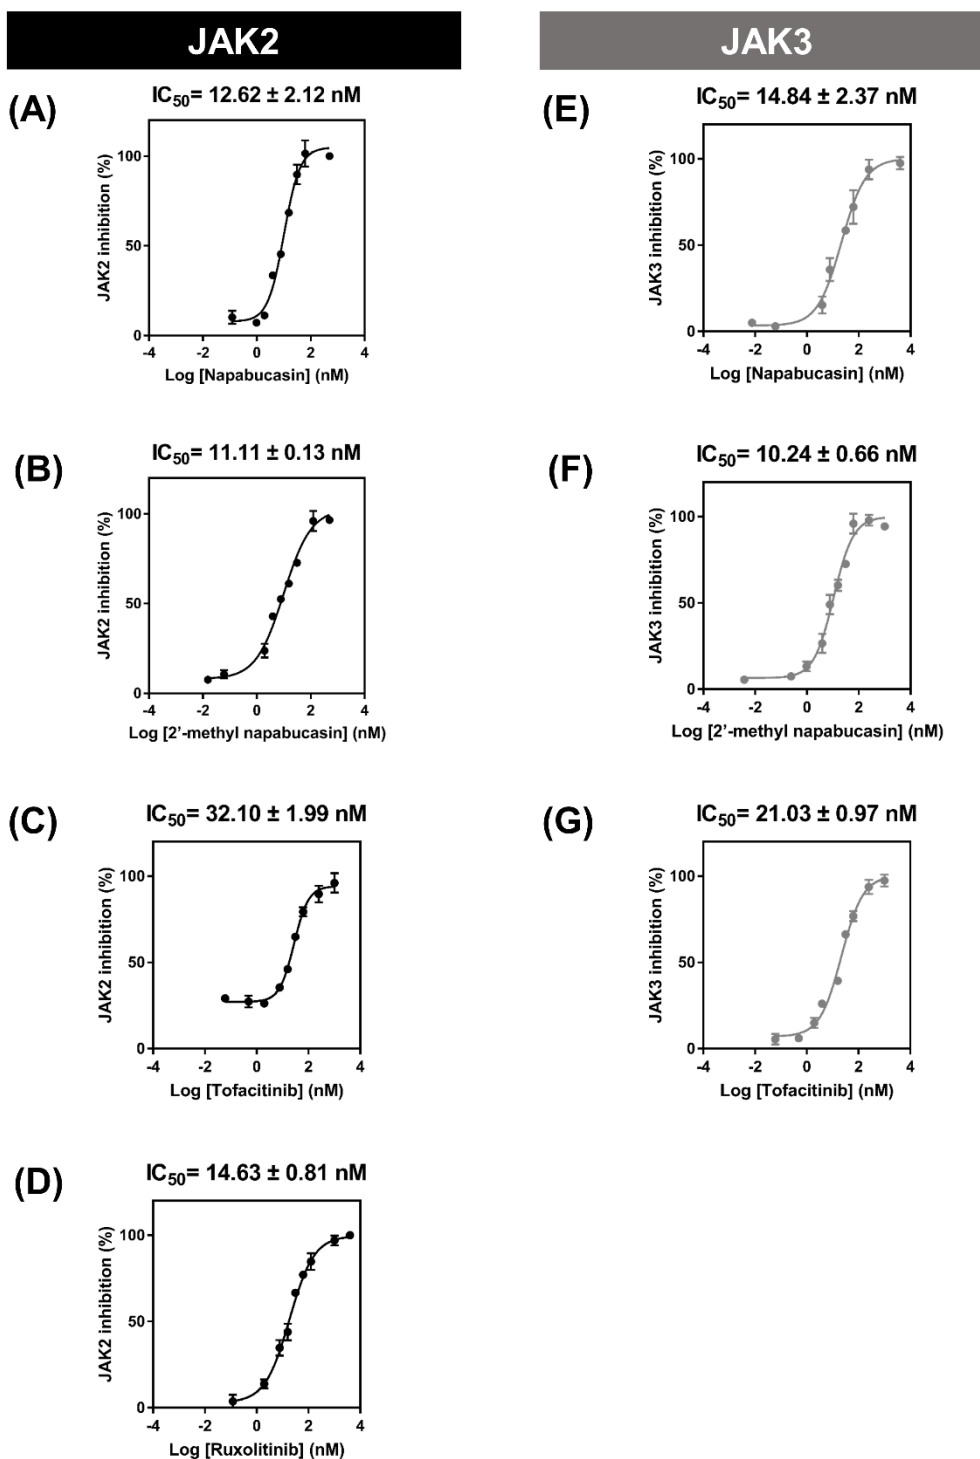 JAK2
JAK3
(A)
IC50= 12.62 ± 2.12 nM
JAK2 inhibition (%)
100
50
0
-4 -2 0 2 4
Log [Napabucasin] (nM)
(E)
IC50= 14.84 ± 2.37 nM
JAK3 inhibition (%)
100
50
0
-4 -2 0 2 4
Log [Napabucasin] (nM)
(B)
IC50= 11.11 ± 0.13 nM
JAK2 inhibition (%)
100
50
0
-4 -2 0 2 4
Log [2’-methyl napabucasin] (nM)
(F)
IC50= 10.24 ± 0.66 nM
JAK3 inhibition (%)
100
50
0
-4 -2 0 2 4
Log [2’-methyl napabucasin] (nM)
(C)
IC50= 32.10 ± 1.99 nM
JAK2 inhibition (%)
100
50
0
-4 -2 0 2 4
Log [Tofacitinib] (nM)
(G)
IC50= 21.03 ± 0.97 nM
JAK3 inhibition (%)
100
50
0
-4 -2 0 2 4
Log [Tofacitinib] (nM)
(D)
IC50= 14.63 ± 0.81 nM
JAK2 inhibition (%)
100
50
0
-4 -2 0 2 4
Log [Ruxolitinib] (nM)